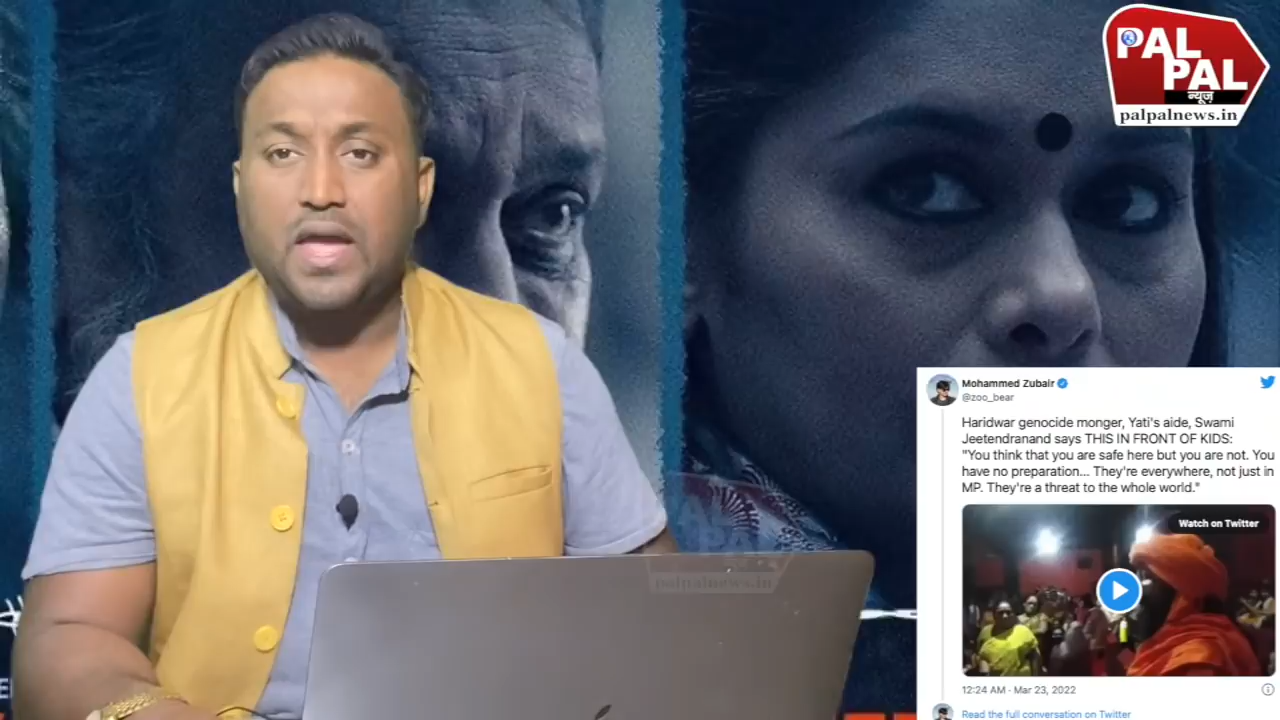 PAL
PAL
न्यूज़
palpalnews.in
Mohammed Zubair
@zoo_bear
Haridwar genocide monger, Yati's aide, Swami
Jeetendranand says THIS IN FRONT OF KIDS:
"You think that you are safe here but you are not. You
have no preparation... They're everywhere, not just in
MP. They're a threat to the whole world."
Watch on Twitter
12:24 AM · Mar 23, 2022
Read the full conversation on Twitter
PAL
PAL
palpalnews.in